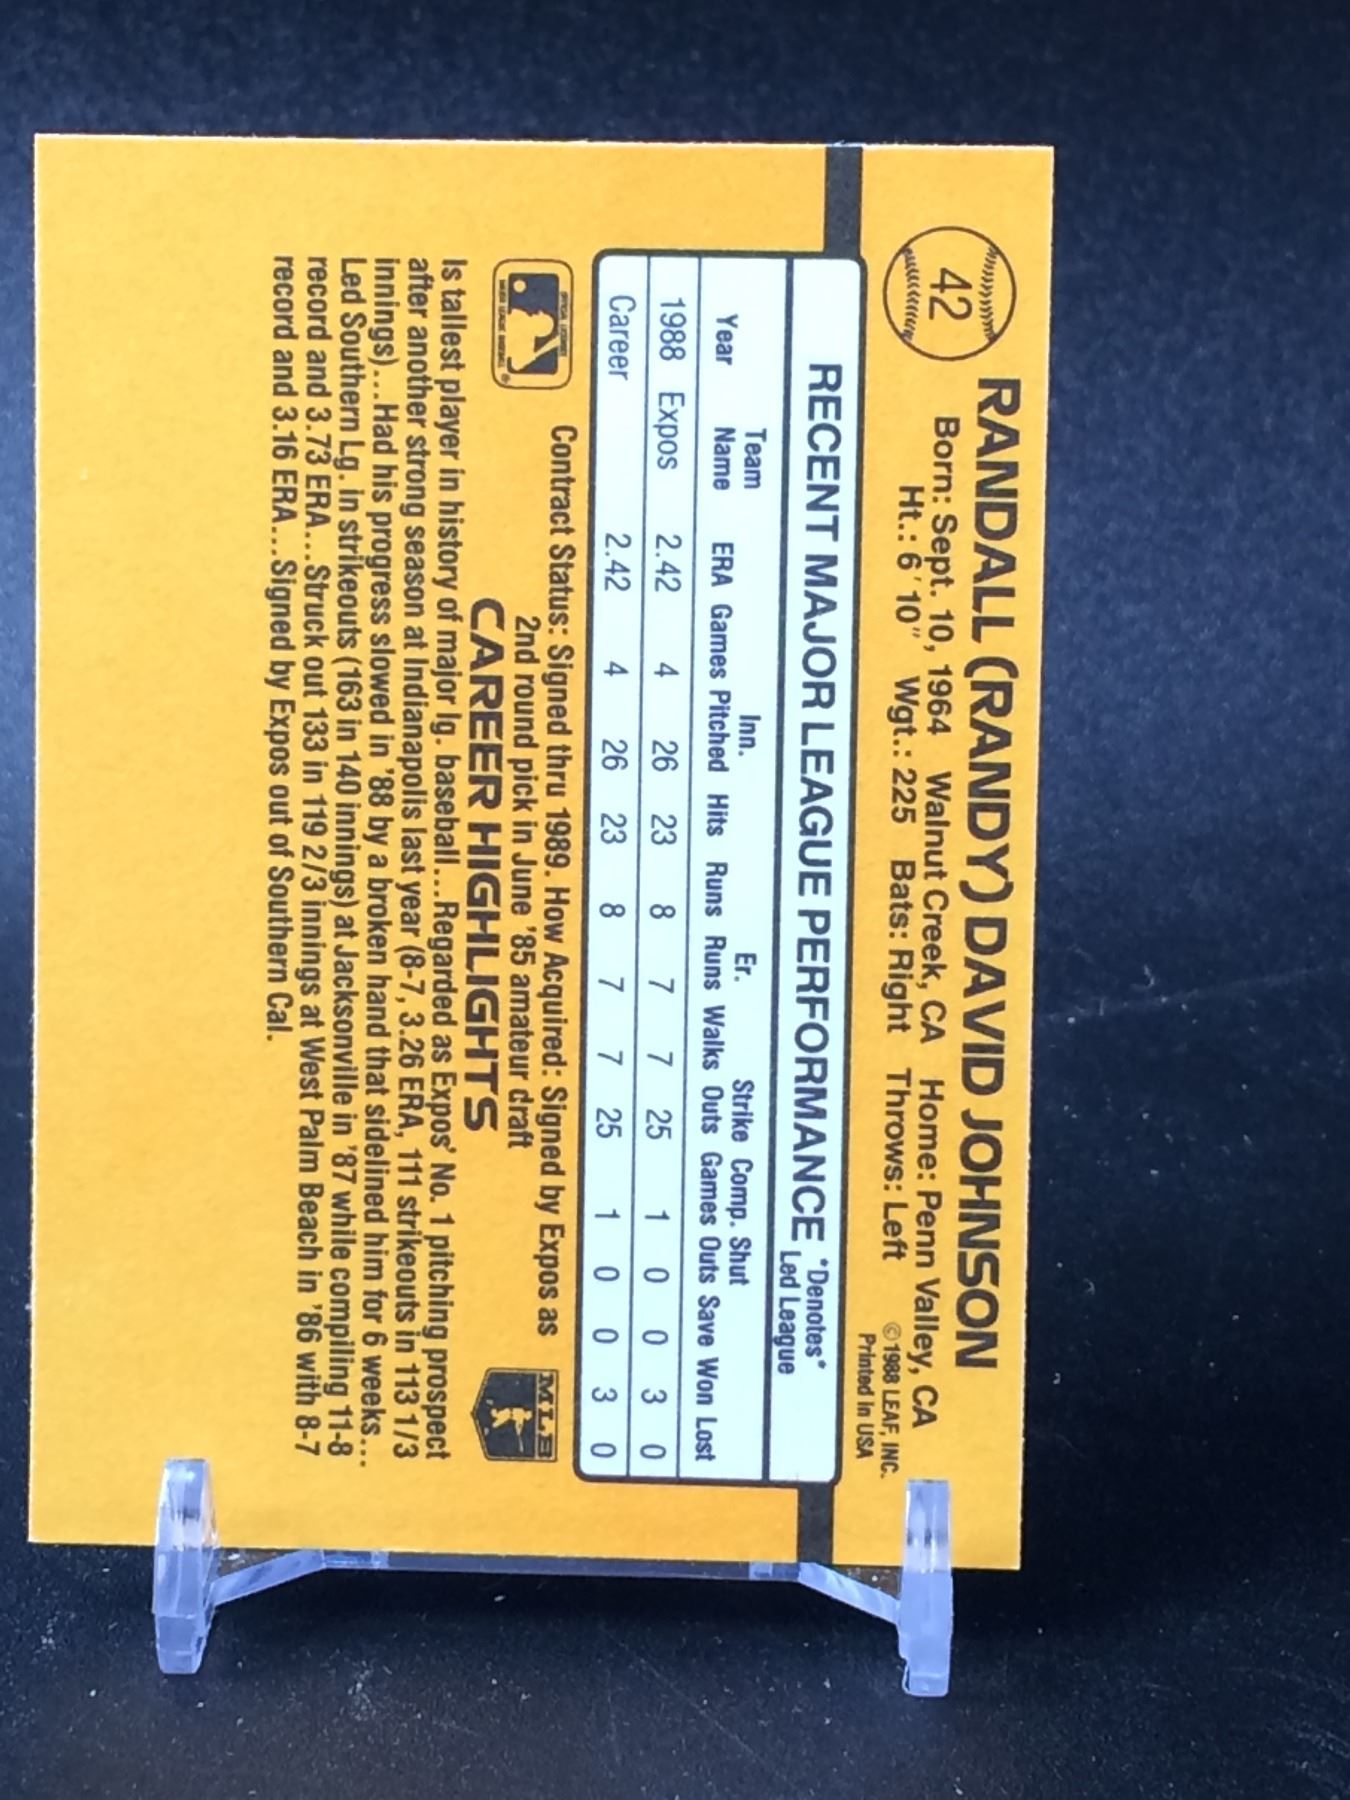 42
RANDALL (RANDY) DAVID JOHNSON
Born: Sept. 10, 1964 Walnut Creek, CA Home: Penn Valley, CA
Ht.: 6' 10" Wgt.: 225 Bats: Right Throws: Left
©1988 LEAF, INC.
Printed in USA
RECENT MAJOR LEAGUE PERFORMANCE *Denotes*
Led League
Team Inn. Er. Strike Comp. Shut
Year Name ERA Games Pitched Hits Runs Runs Walks Outs Games Outs Save Won Lost
1988 Expos 2.42 4 26 23 8 7 7 25 1 0 0 3 0
Career 2.42 4 26 23 8 7 7 25 1 0 0 3 0
Contract Status: Signed thru 1989. How Acquired: Signed by Expos as
2nd round pick in June '85 amateur draft
MLB
CAREER HIGHLIGHTS
Is tallest player in history of major lg. baseball...Regarded as Expos' No. 1 pitching prospect
after another strong season at Indianapolis last year (8-7, 3.26 ERA, 111 strikeouts in 113 1/3
innings)...Had his progress slowed in '88 by a broken hand that sidelined him for 6 weeks...
Led Southern Lg. in strikeouts (163 in 140 innings) at Jacksonville in '87 while compiling 11-8
record and 3.73 ERA...Struck out 133 in 119 2/3 innings at West Palm Beach in '86 with 8-7
record and 3.16 ERA...Signed by Expos out of Southern Cal.